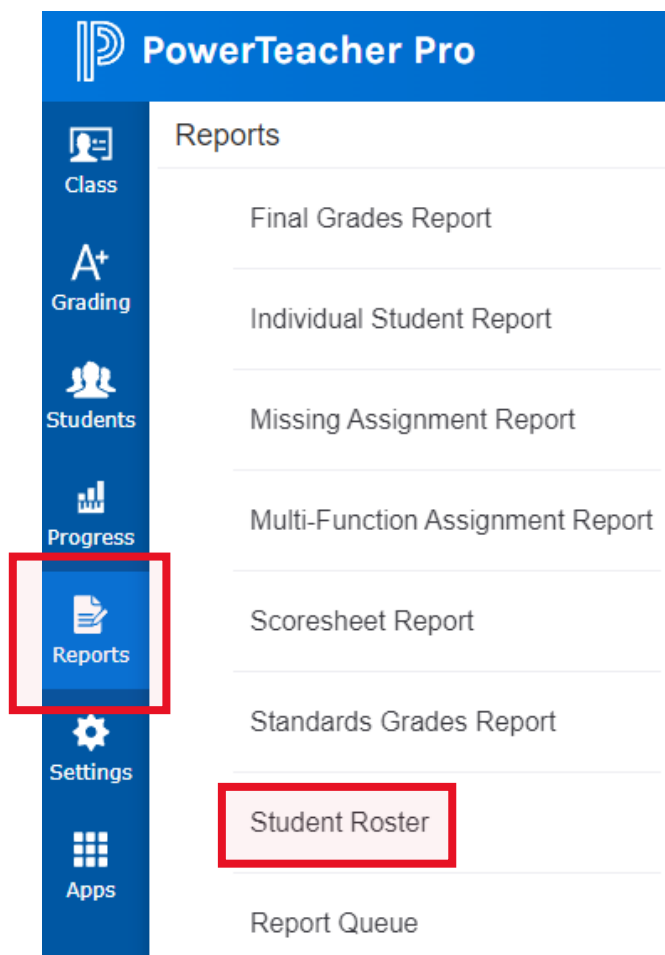 PowerTeacher Pro
Class
Grading
Students
Progress
Reports
Settings
Apps
Reports
Final Grades Report
Individual Student Report
Missing Assignment Report
Multi-Function Assignment Report
Scoresheet Report
Standards Grades Report
Student Roster
Report Queue